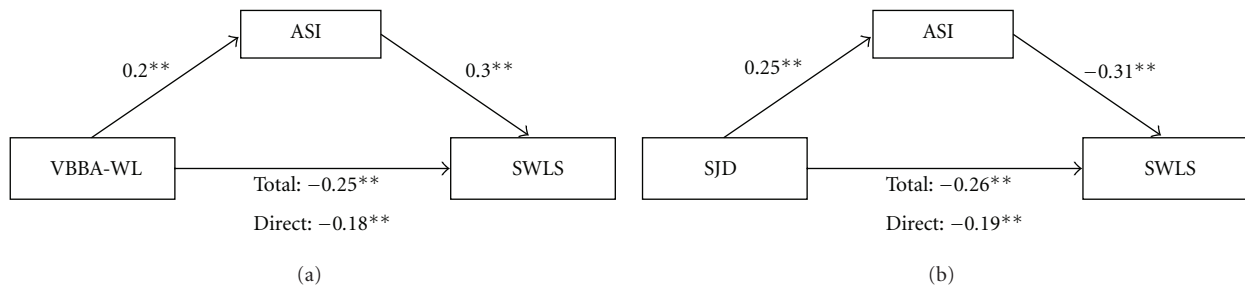 ASI
0.2**
0.3**
VBBA-WL
SWLS
Total: −0.25**
Direct: −0.18**
(a)
ASI
0.25**
−0.31**
SJD
SWLS
Total: −0.26**
Direct: −0.19**
(b)